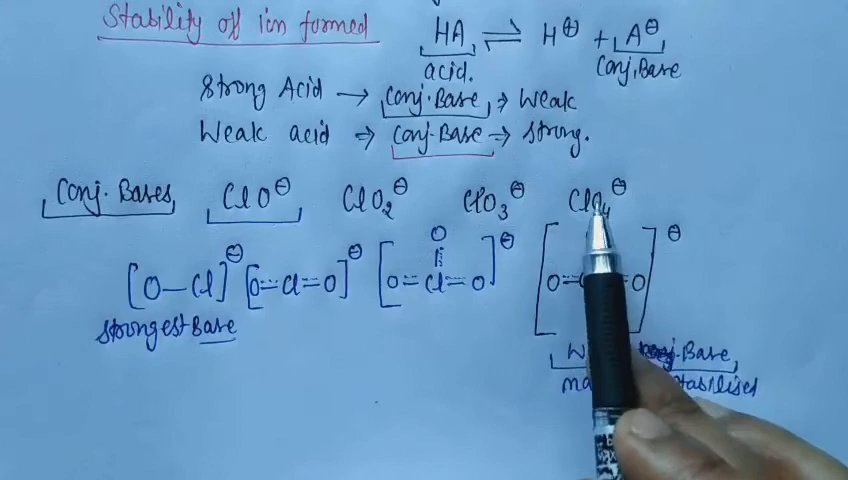 Stability of ion formed
HA ⇌ H⊕ + A⊖
acid. Conj. Base
Strong Acid → Conj. Base → Weak
Weak acid → Conj. Base → strong.
Conj. Bases, ClO⊖ ClO₂⊖ ClO₃⊖ ClO₄⊖
O
[O—Cl]⊖ [O=Cl=O]⊖ [O=Cl=O]⊖ [O= =O]⊖
strongest Base
Base,